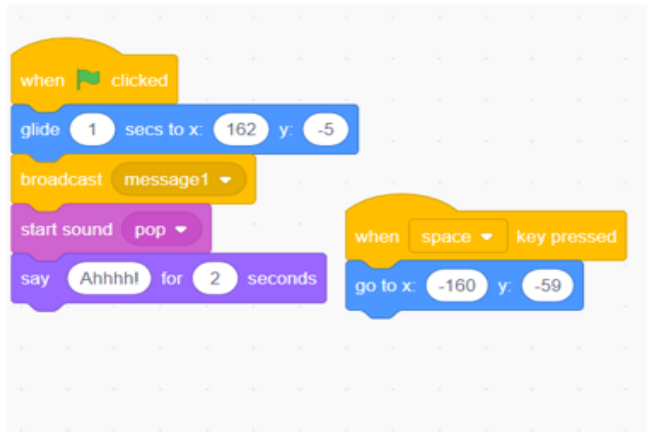 when clicked
glide 1 secs to x: 162 y: -5
broadcast message1
start sound pop
say Ahhhh! for 2 seconds
when space key pressed
go to x: -160 y: -59